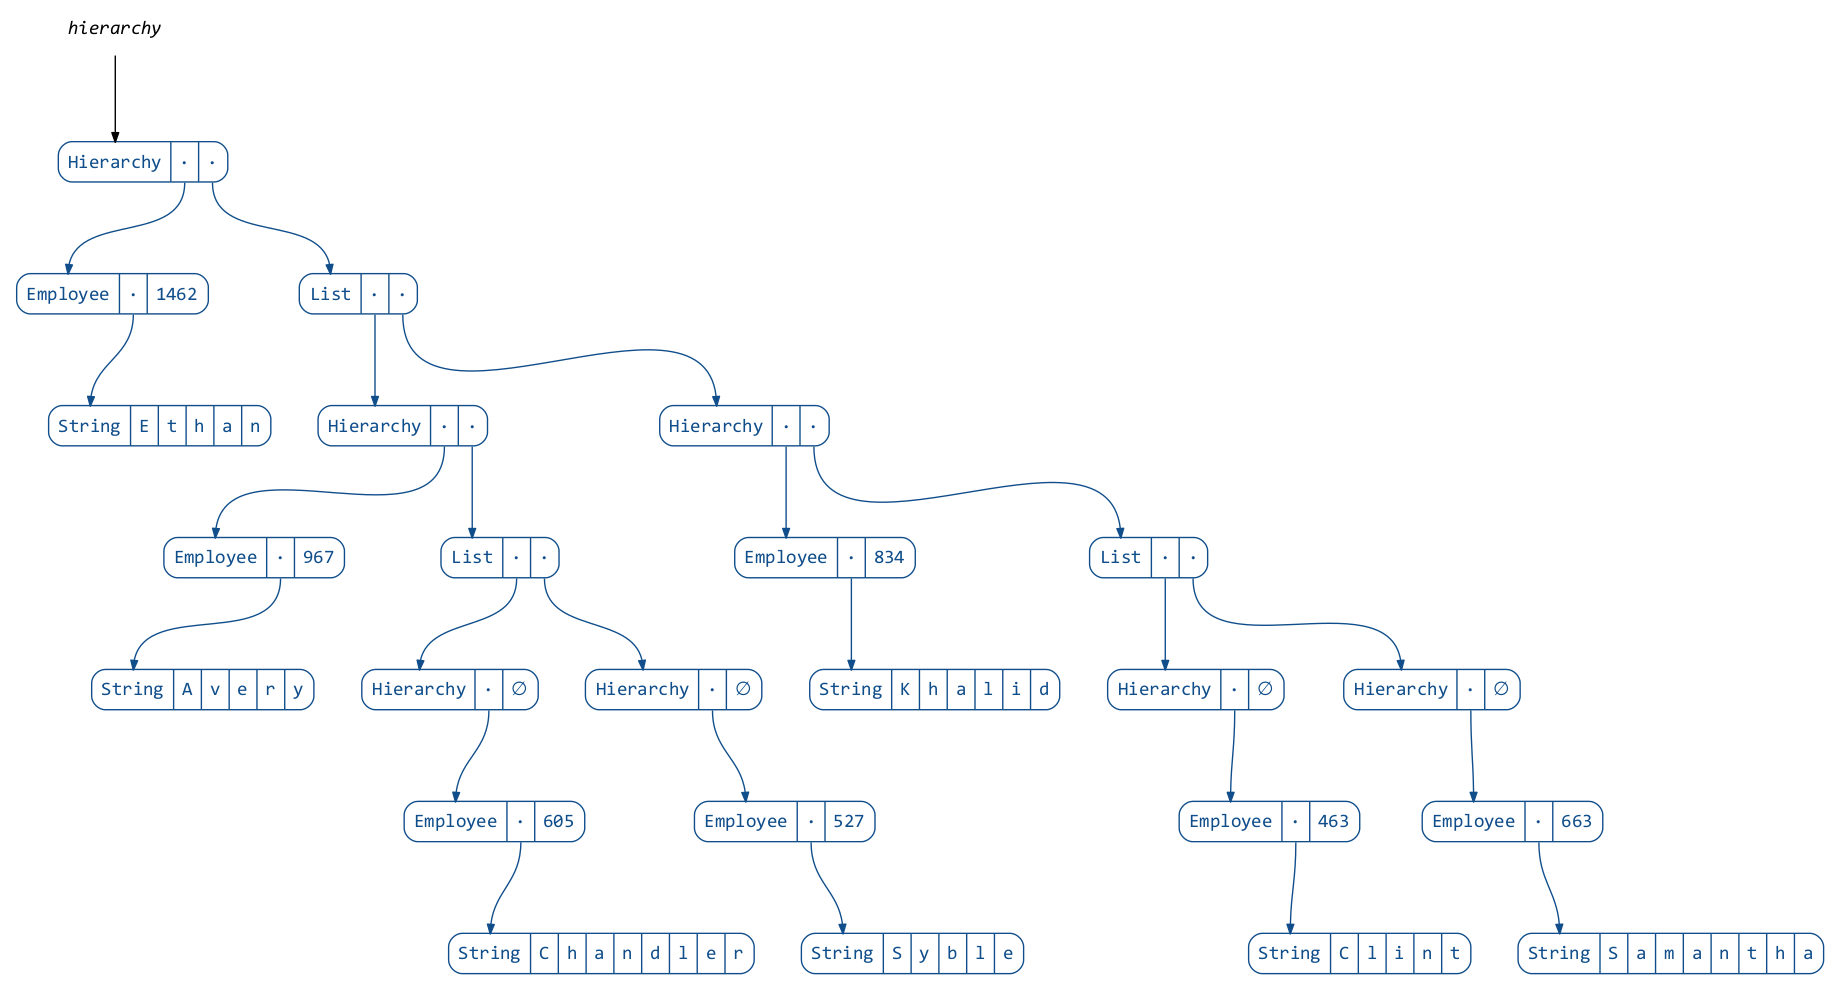 hierarchy
Hierarchy · ·
Employee · 1462 List · ·
String E t h a n Hierarchy · · Hierarchy · ·
Employee · 967 List · · Employee · 834 List · ·
String A v e r y Hierarchy · ∅ Hierarchy · ∅ String K h a l i d Hierarchy · ∅ Hierarchy · ∅
Employee · 605 Employee · 527 Employee · 463 Employee · 663
String C h a n d l e r String S y b l e String C l i n t String S a m a n t h a